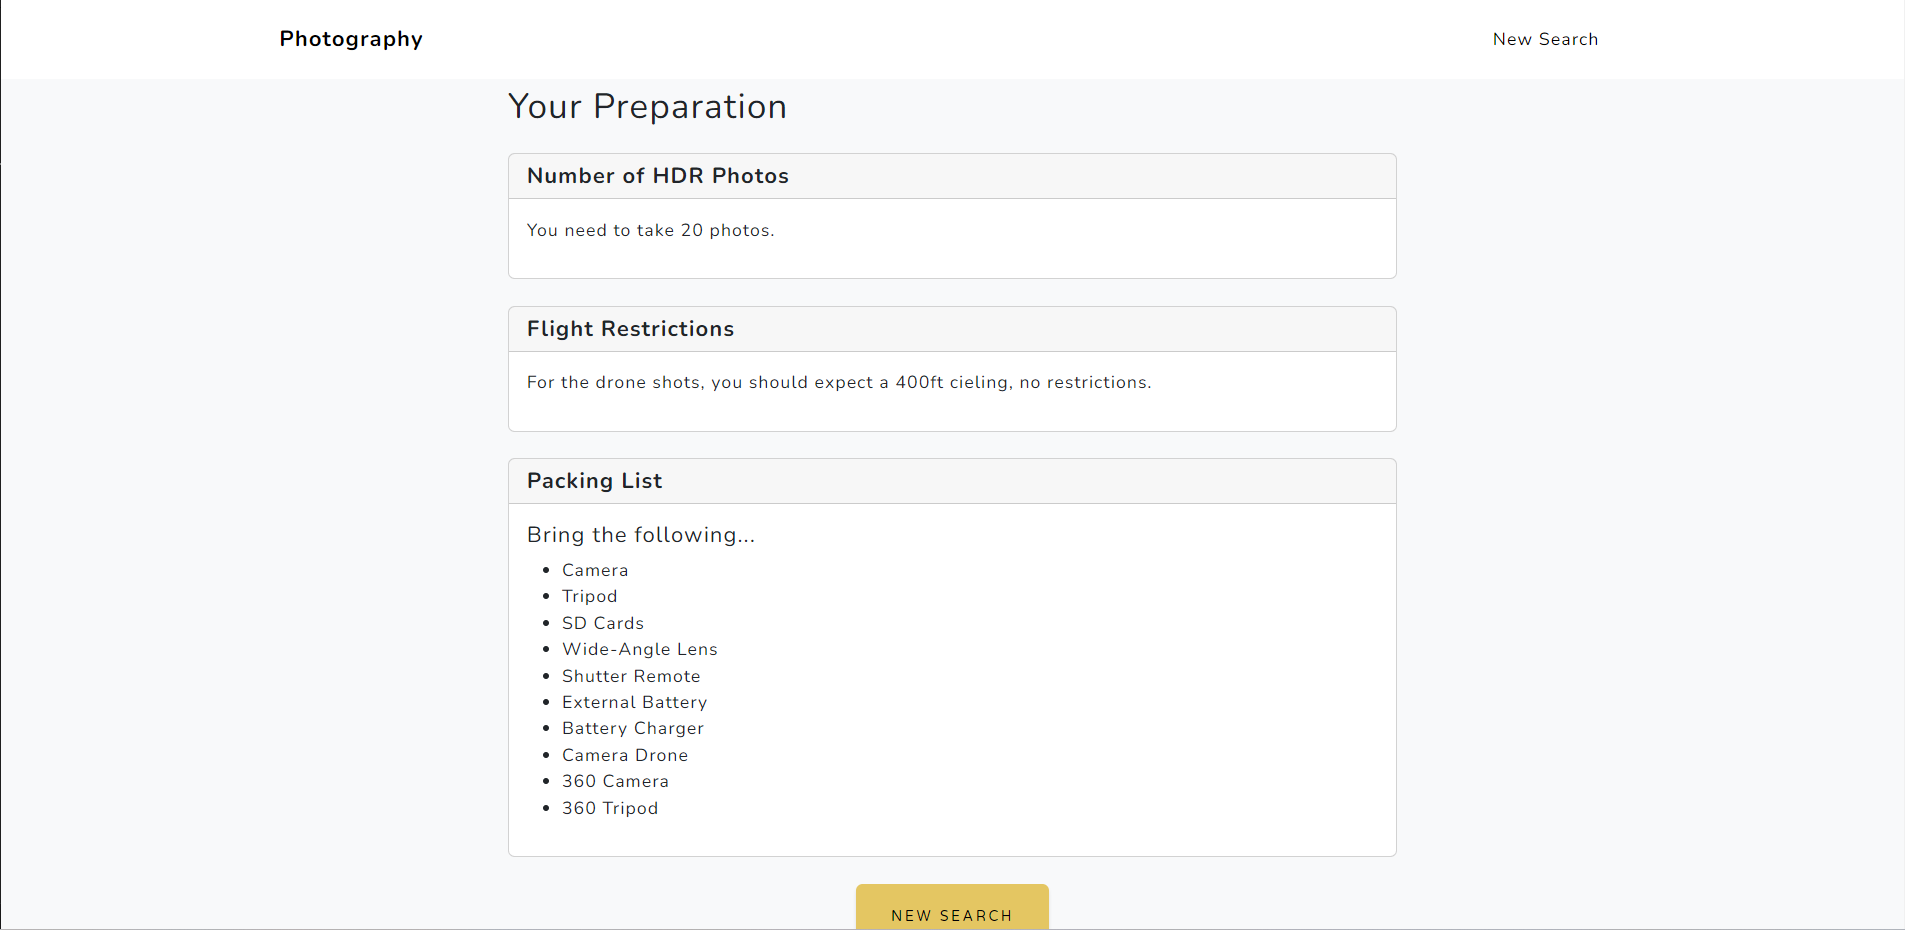 Photography
New Search
Your Preparation
Number of HDR Photos
You need to take 20 photos.
Flight Restrictions
For the drone shots, you should expect a 400ft cieling, no restrictions.
Packing List
Bring the following...
Camera
Tripod
SD Cards
Wide-Angle Lens
Shutter Remote
External Battery
Battery Charger
Camera Drone
360 Camera
360 Tripod
NEW SEARCH